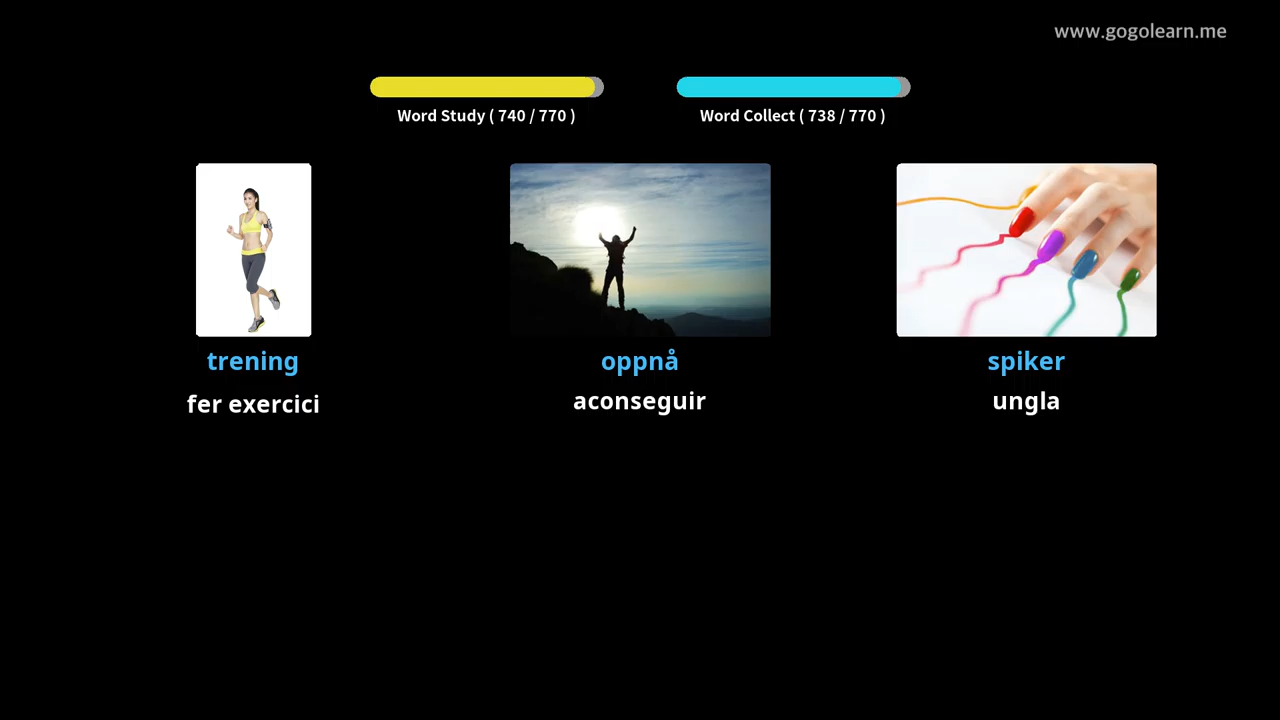 www.gogolearn.me
Word Study ( 740 / 770 )
Word Collect ( 738 / 770 )
trening
oppnå
spiker
fer exercici
aconseguir
ungla